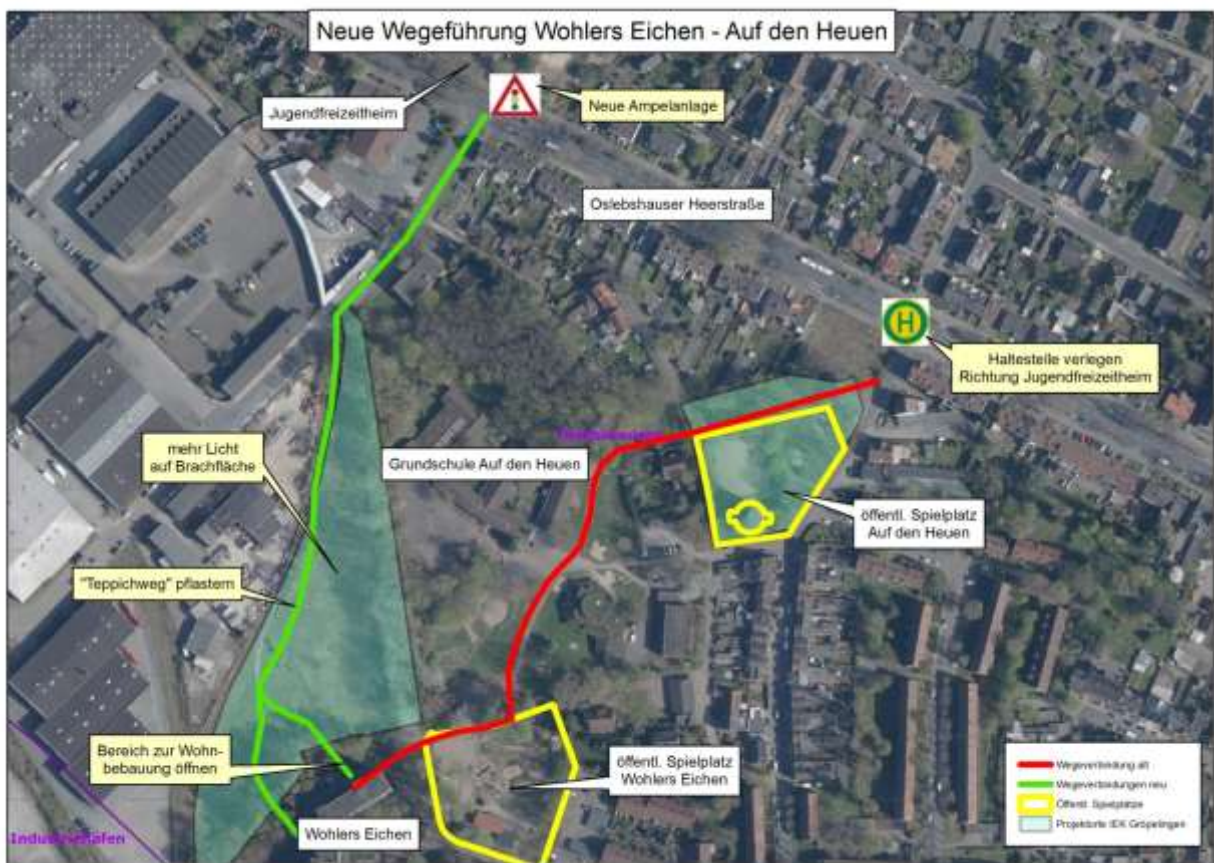 Neue Wegeführung Wohlers Eichen - Auf den Heuen
Jugendfreizeitheim
Neue Ampelanlage
Oslebshauser Heerstraße
H
Haltestelle verlegen
Richtung Jugendfreizeitheim
mehr Licht
auf Brachfläche
Grundschule Auf den Heuen
öffentl. Spielplatz
Auf den Heuen
"Teppichweg" pflastern
Bereich zur Wohn-
bebauung öffnen
öffentl. Spielplatz
Wohlers Eichen
Wohlers Eichen
Wegeverbindung alt
Wegeverbindungen neu
Öffentl. Spielplätze
Projektorte IEK Gröpelingen